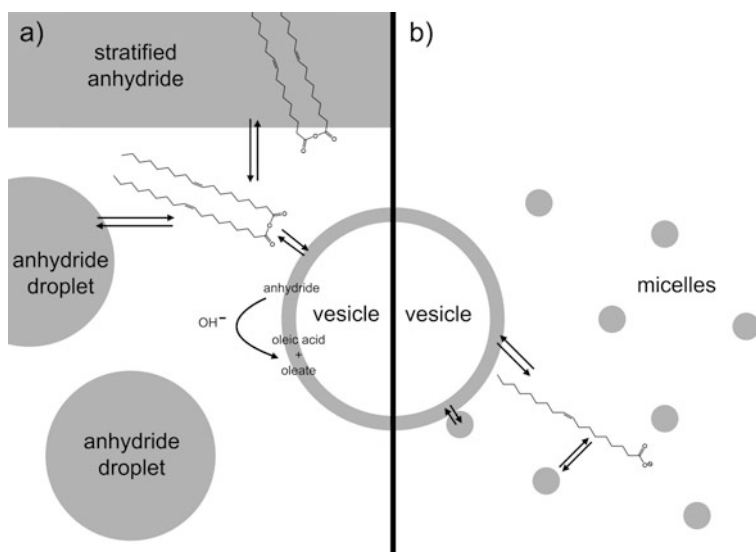 a)
stratified
anhydride
anhydride
droplet
anhydride
OH⁻
oleic acid
+
oleate
vesicle
anhydride
droplet
b)
vesicle
micelles